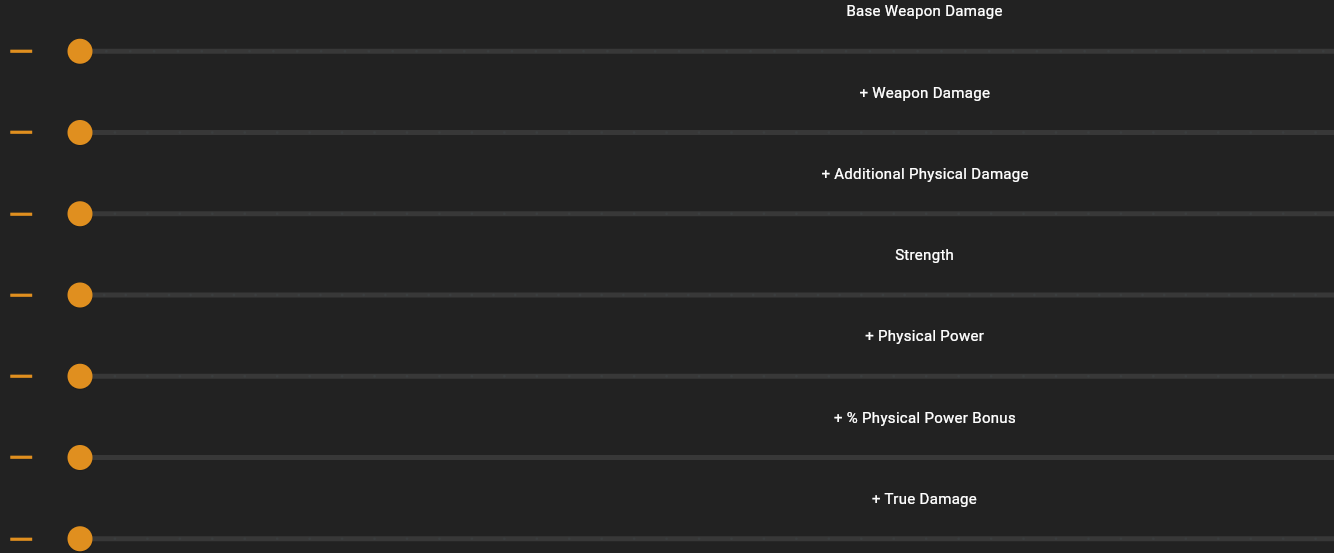 Base Weapon Damage
+ Weapon Damage
+ Additional Physical Damage
Strength
+ Physical Power
+ % Physical Power Bonus
+ True Damage